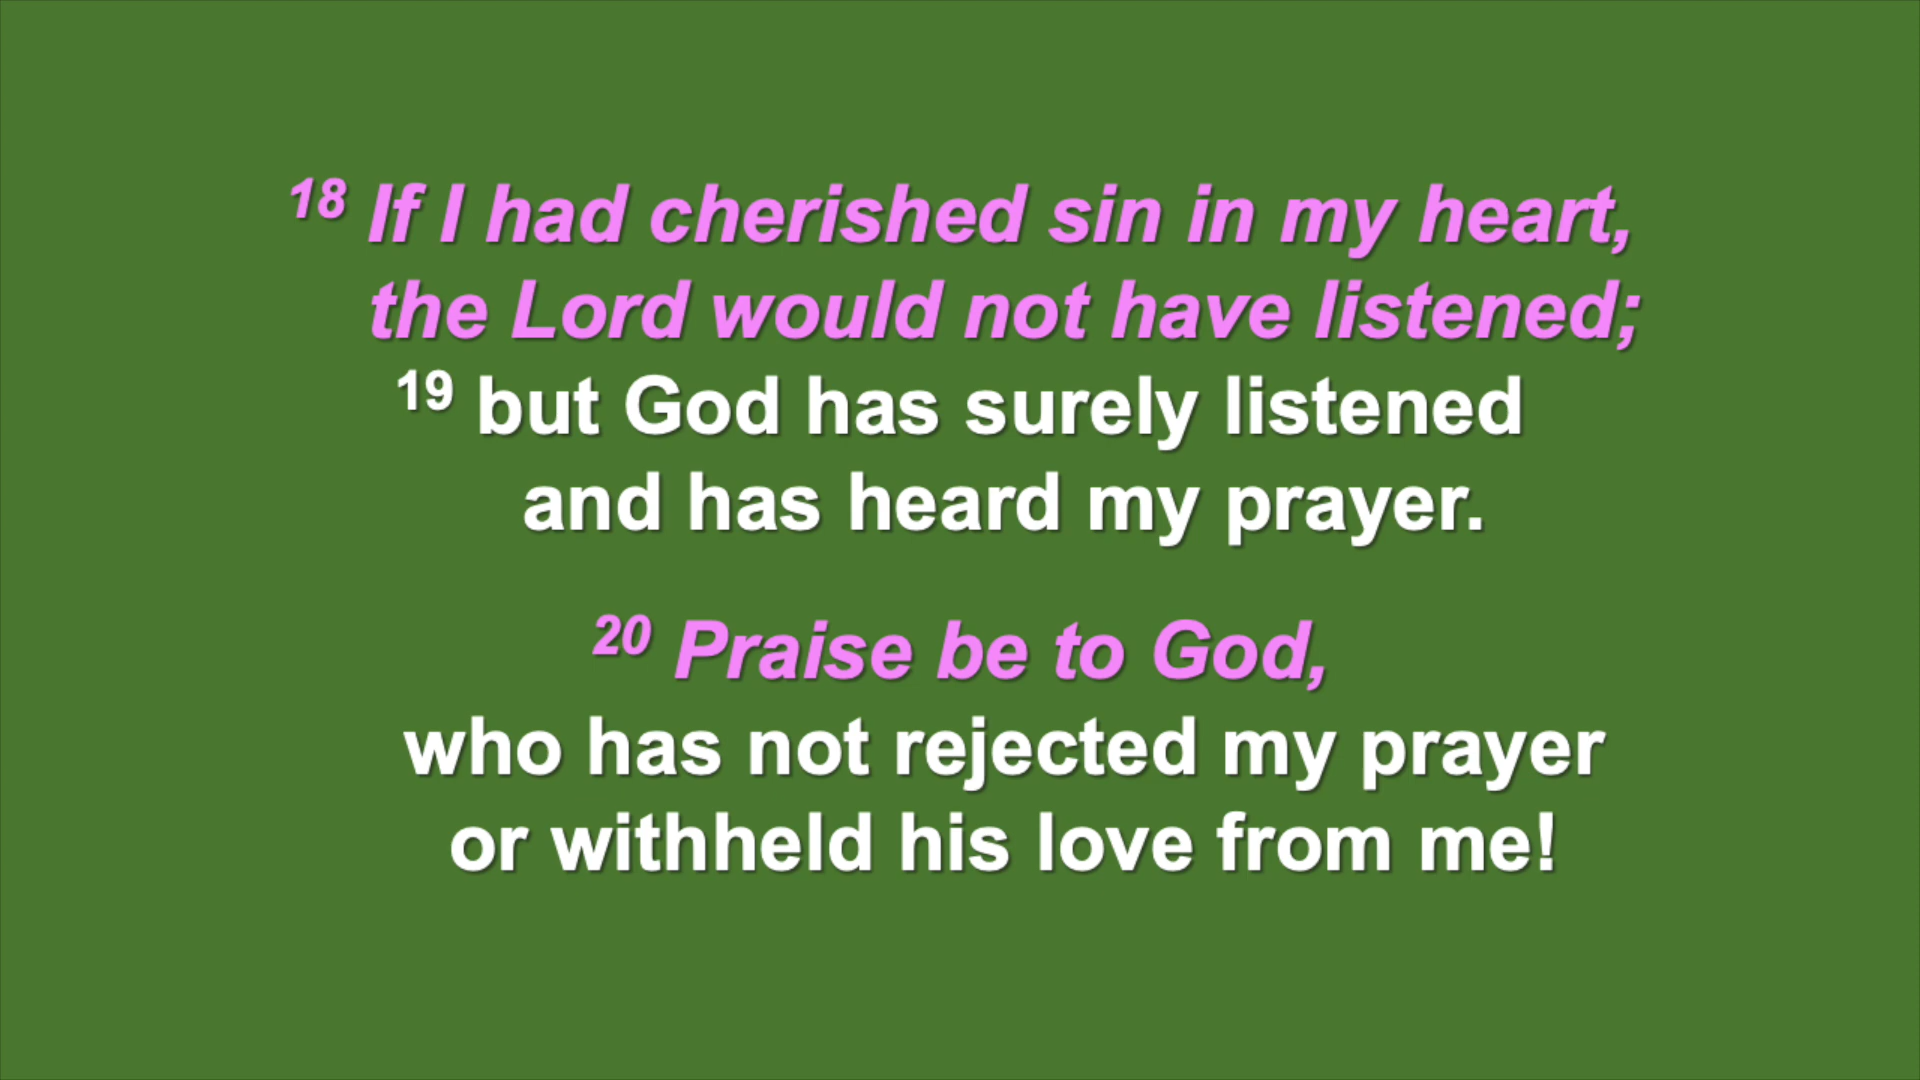 18 If I had cherished sin in my heart,
the Lord would not have listened;
19 but God has surely listened
and has heard my prayer.
20 Praise be to God,
who has not rejected my prayer
or withheld his love from me!